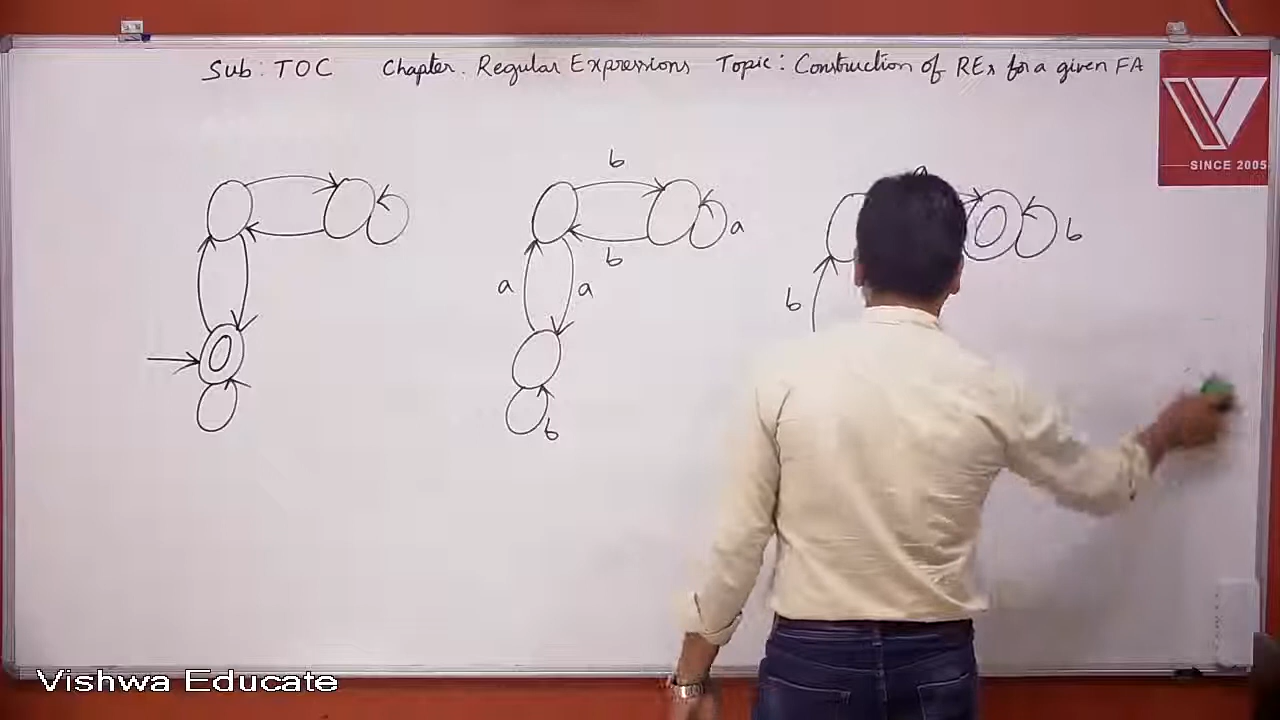 Sub : TOC Chapter. Regular Expressions Topic : Construction of REs for a given FA
SINCE 2005
b
a
b
b
b
a
a
b
Vishwa Educate